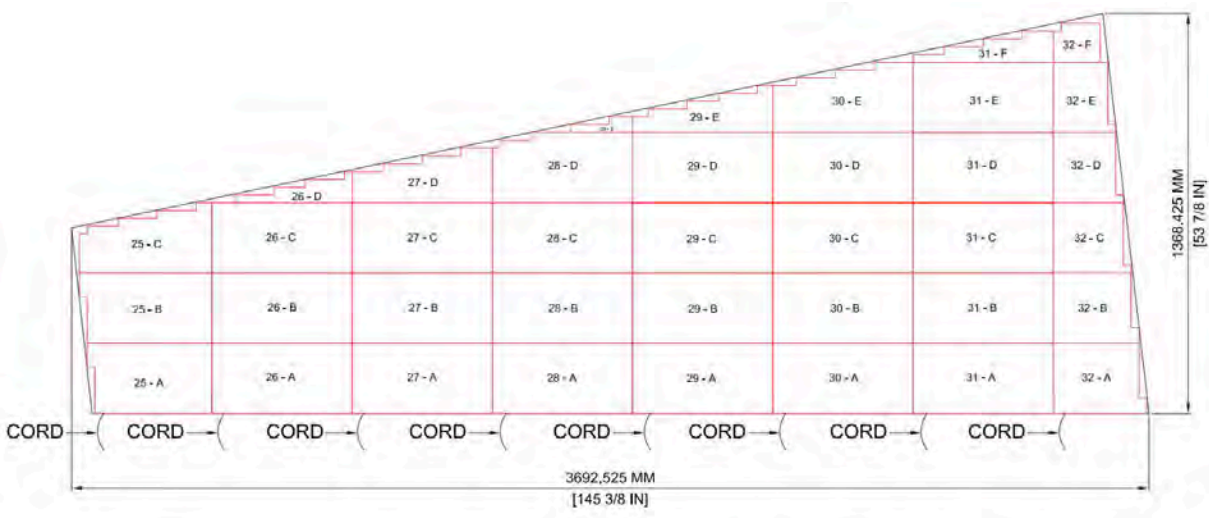 32 - F
31 - F
30 - E
31 - E
32 - E
29 - E
28 - D
29 - D
30 - D
31 - D
32 - D
27 - D
26 - D
25 - C
26 - C
27 - C
28 - C
29 - C
30 - C
31 - C
32 - C
25 - B
26 - B
27 - B
28 - B
29 - B
30 - B
31 - B
32 - B
25 - A
26 - A
27 - A
28 - A
29 - A
30 - A
31 - A
32 - A
CORD CORD CORD CORD CORD CORD CORD CORD
3692,525 MM
[145 3/8 IN]
1368.425 MM
[53 7/8 IN]